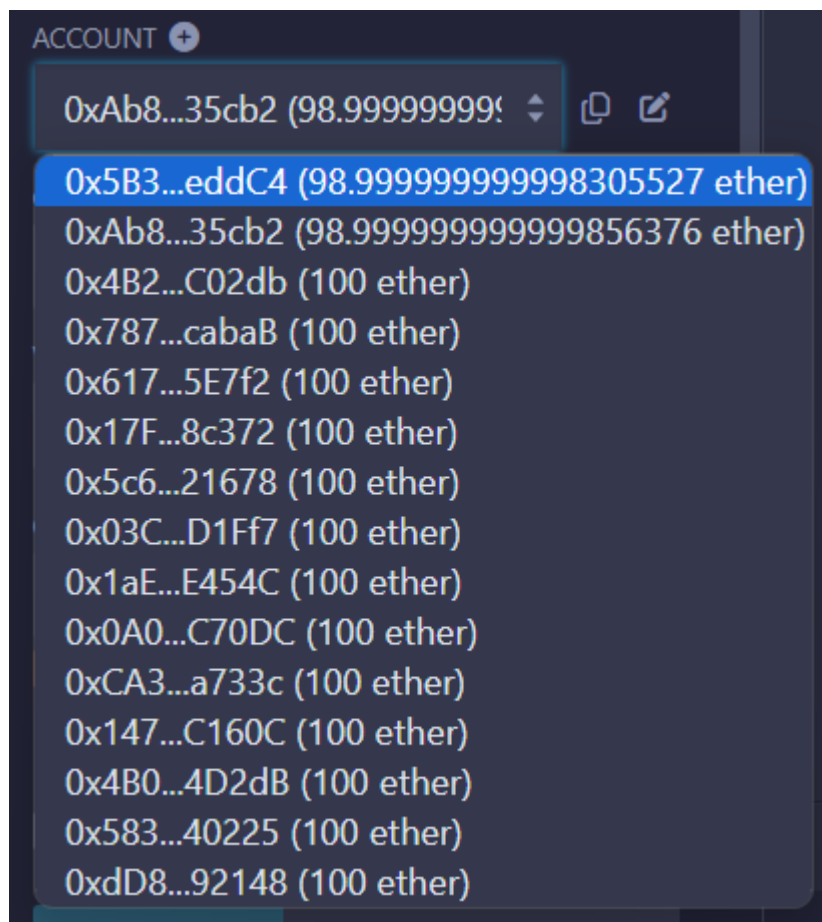 ACCOUNT
0xAb8...35cb2 (98.999999999
0x5B3...eddC4 (98.999999999998305527 ether)
0xAb8...35cb2 (98.999999999999856376 ether)
0x4B2...C02db (100 ether)
0x787...cabaB (100 ether)
0x617...5E7f2 (100 ether)
0x17F...8c372 (100 ether)
0x5c6...21678 (100 ether)
0x03C...D1Ff7 (100 ether)
0x1aE...E454C (100 ether)
0x0A0...C70DC (100 ether)
0xCA3...a733c (100 ether)
0x147...C160C (100 ether)
0x4B0...4D2dB (100 ether)
0x583...40225 (100 ether)
0xdD8...92148 (100 ether)